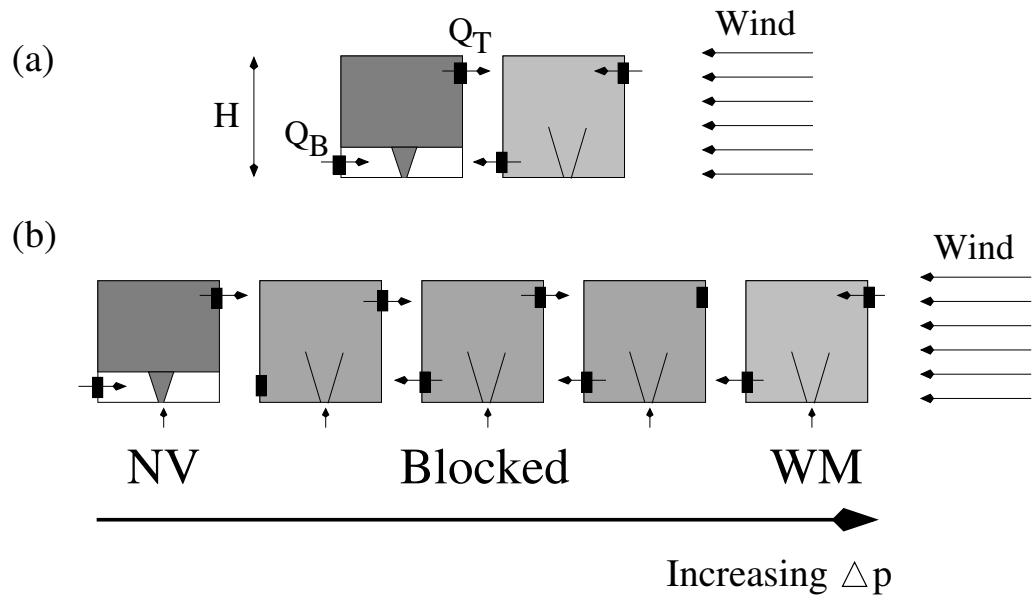 (a)
Q_T
Wind
H
Q_B
(b)
Wind
NV
Blocked
WM
Increasing △p